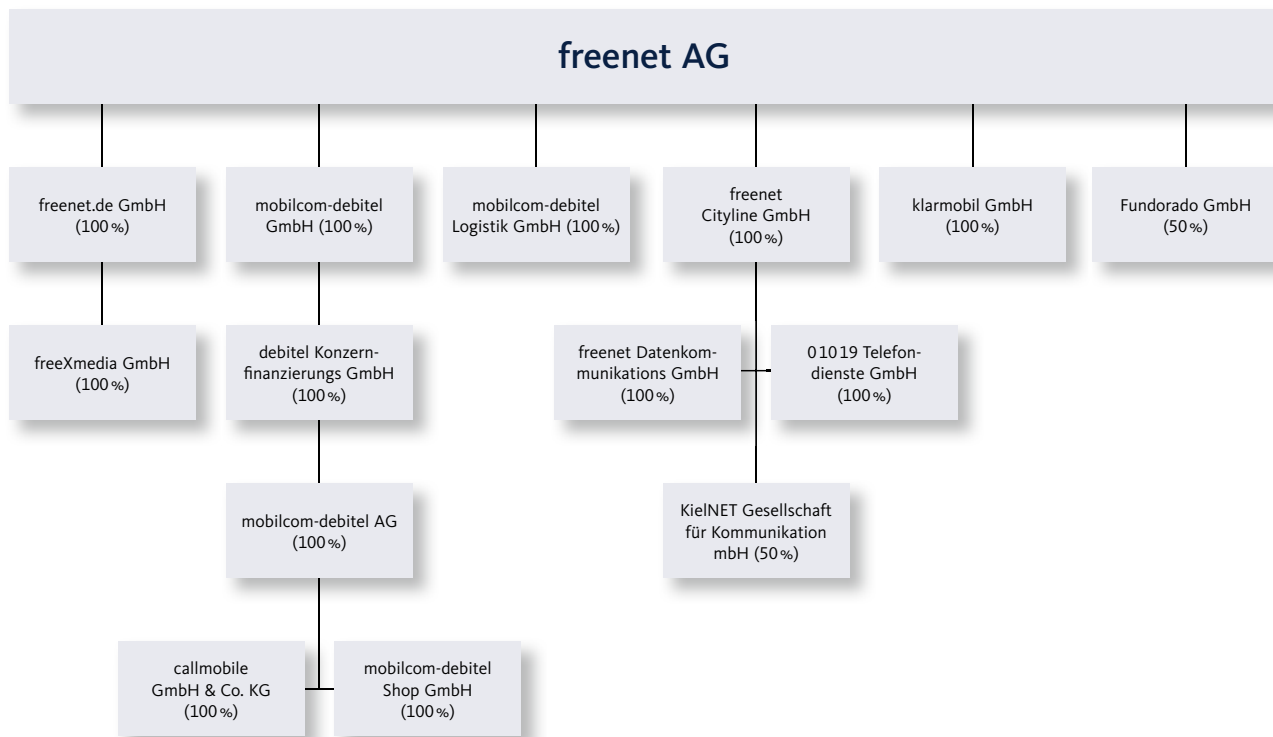 freenet AG
freenet.de GmbH
(100 %)
mobilcom-debitel
GmbH (100 %)
mobilcom-debitel
Logistik GmbH (100 %)
freenet
Cityline GmbH
(100 %)
klarmobil GmbH
(100 %)
Fundorado GmbH
(50 %)
freeXmedia GmbH
(100 %)
debitel Konzern-
finanzierungs GmbH
(100 %)
freenet Datenkom-
munikations GmbH
(100 %)
01019 Telefon-
dienste GmbH
(100 %)
mobilcom-debitel AG
(100 %)
KielNET Gesellschaft
für Kommunikation
mbH (50 %)
callmobile
GmbH & Co. KG
(100 %)
mobilcom-debitel
Shop GmbH
(100 %)